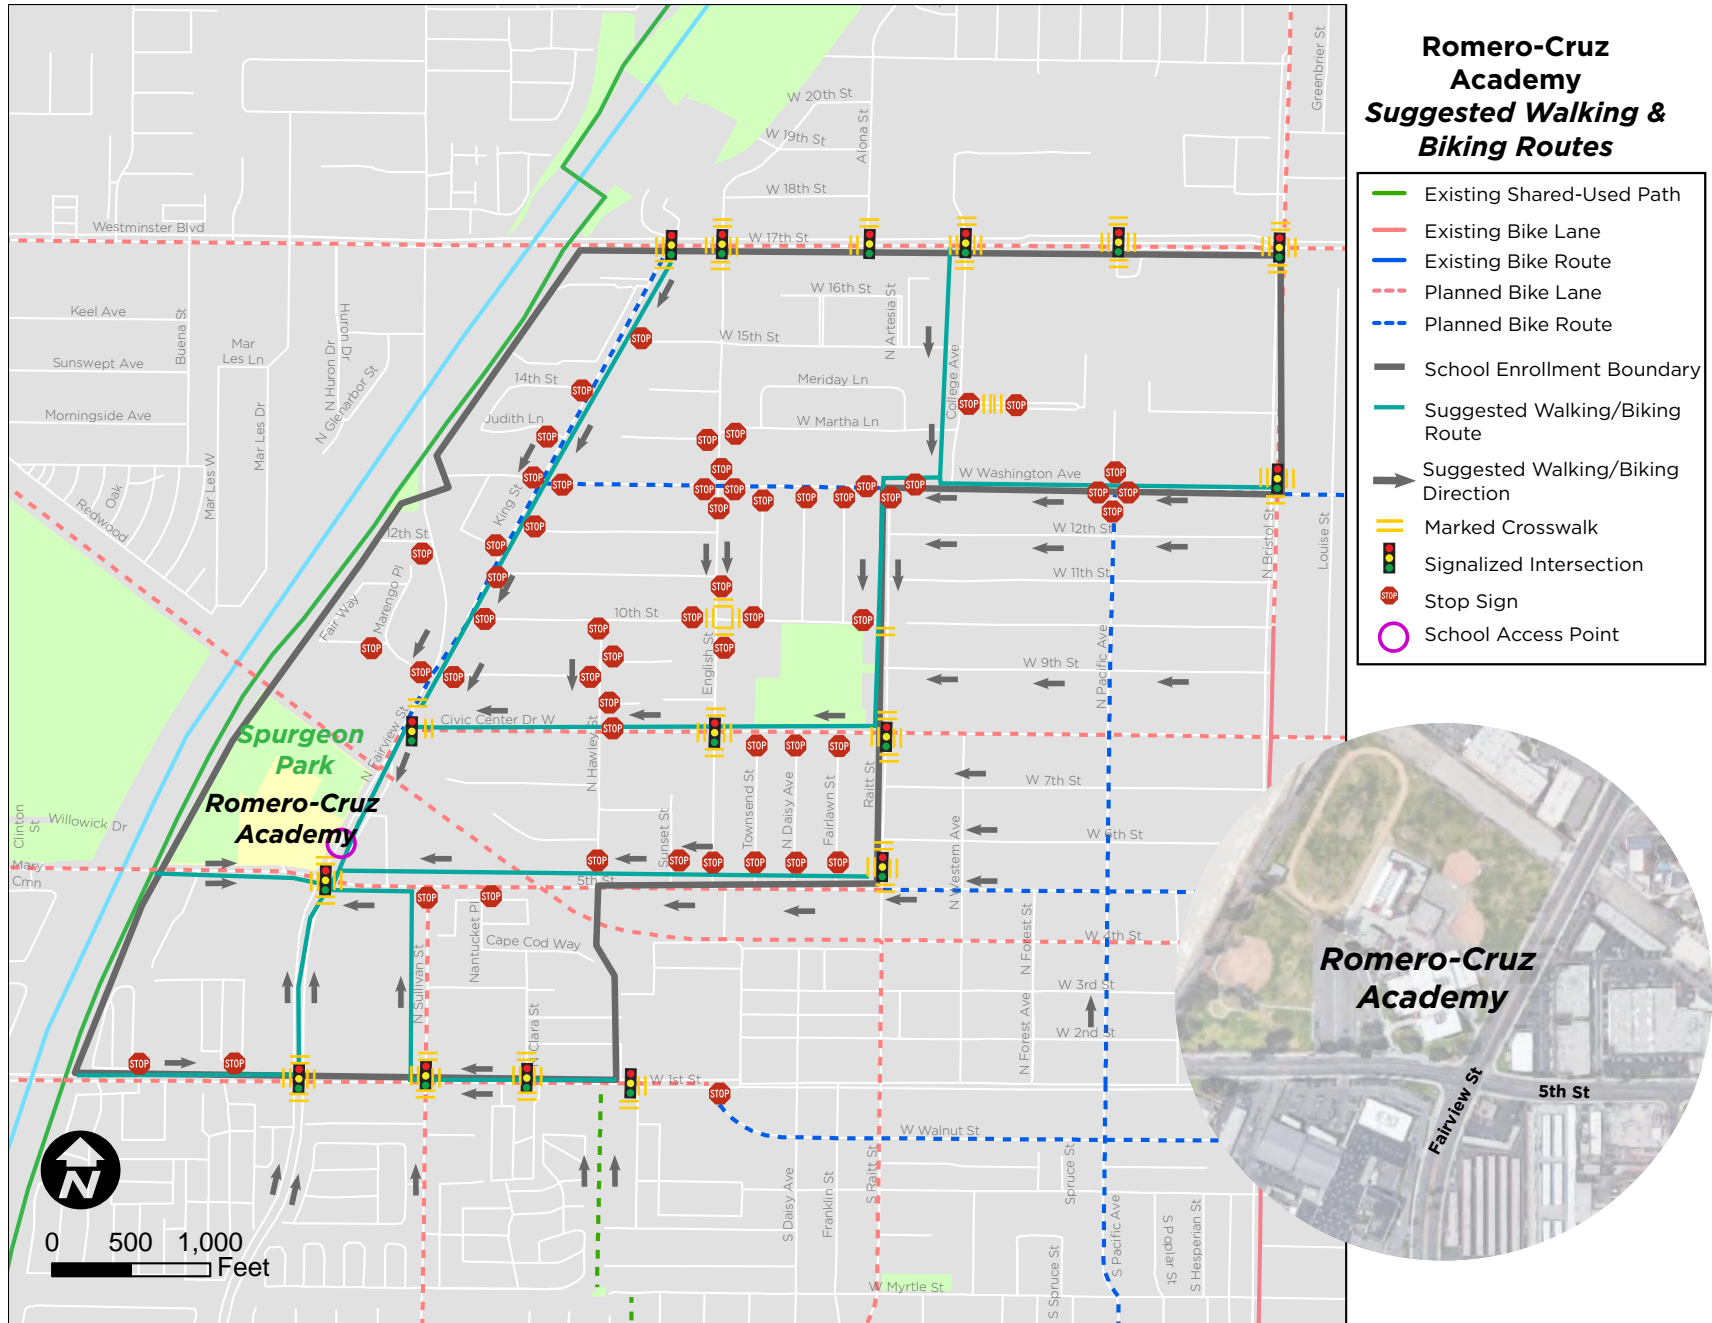 Romero-Cruz
Academy
Suggested Walking &
Biking Routes
Existing Shared-Used Path
Existing Bike Lane
Existing Bike Route
Planned Bike Lane
Planned Bike Route
School Enrollment Boundary
Suggested Walking/Biking
Route
Suggested Walking/Biking
Direction
Marked Crosswalk
Signalized Intersection
STOP
Stop Sign
School Access Point
Greenbrier St
W 20th St
W 19th St
Alona St
W 18th St
Westminster Blvd
W 17th St
Keel Ave
Buena St
Huron Dr
W 16th St
N Artesia St
W 15th St
Sunswept Ave
Mar
Les Ln
N Huron Dr
N Glenarbor St
14th St
Meriday Ln
College Ave
Morningside Ave
Judith Ln
W Martha Ln
Mar Les Dr
Mar Les W
Oak
Redwood
King St
W Washington Ave
12th St
W 12th St
N Bristol St
Louise St
Marengo Pl
Fair Way
W 11th St
10th St
N Pacific Ave
English St
W 9th St
Civic Center Dr W
N Fairview St
Spurgeon
Park
N Hawley St
W 7th St
Romero-Cruz
Academy
Townsend St
N Daisy Ave
Fairlawn St
Raitt St
Clinton
St
Willowick Dr
Sunset St
N Western Ave
W 6th St
Mary
Cmn
5th St
Nantucket Pl
Cape Cod Way
N Sullivan St
W 4th St
N Forest St
W 3rd St
N Clara St
N Forest Ave
W 2nd St
W 1st St
W Walnut St
S Daisy Ave
Franklin St
S Raitt St
Spruce St
S Pacific Ave
S Poplar St
S Hesperian St
S Spruce St
W Myrtle St
Romero-Cruz
Academy
Fairview St
5th St
N
0 500 1,000
Feet